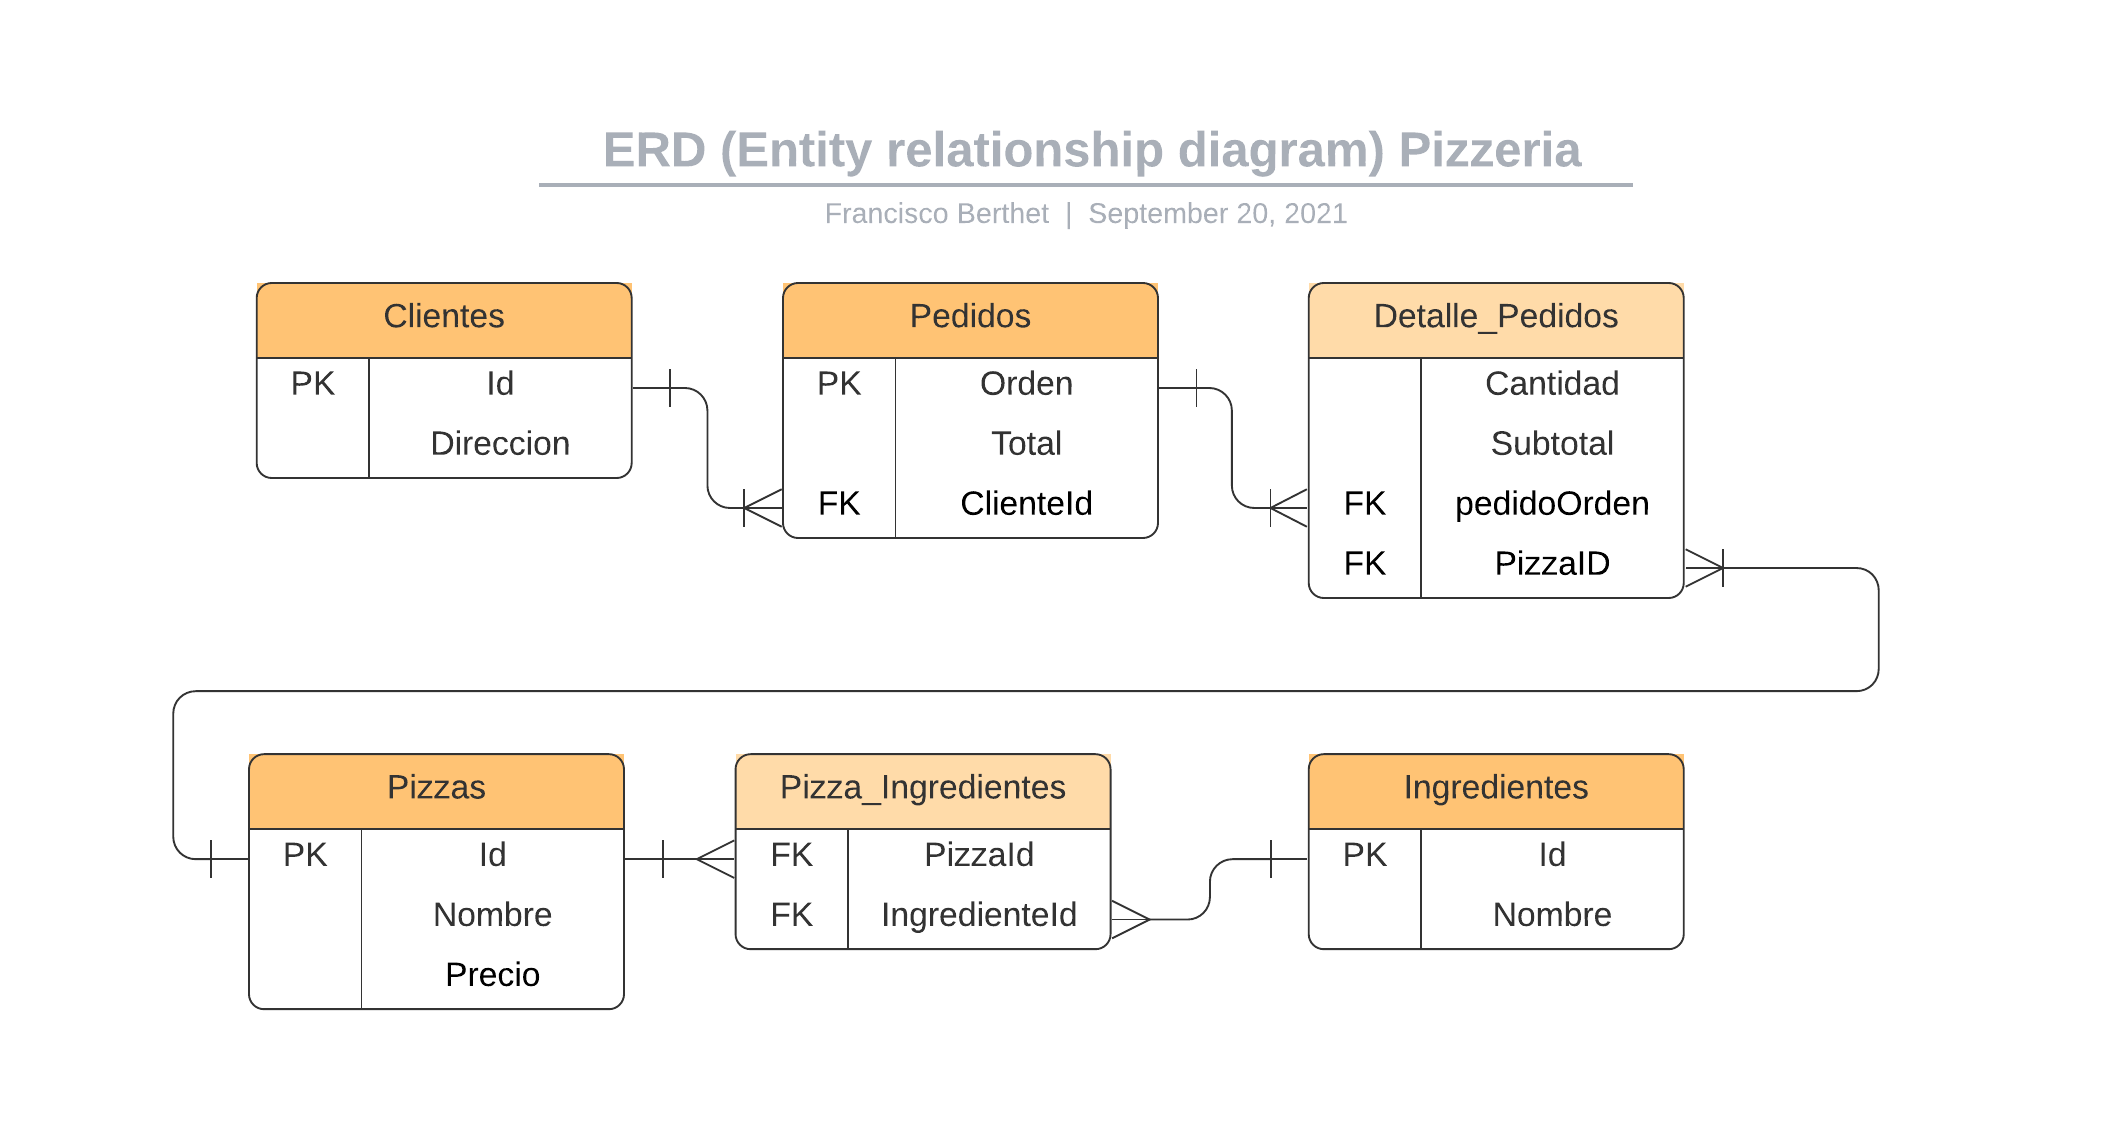 ERD (Entity relationship diagram) Pizzeria
Francisco Berthet | September 20, 2021
Clientes
PK Id
Direccion
Pedidos
PK Orden
Total
FK ClienteId
Detalle_Pedidos
Cantidad
Subtotal
FK pedidoOrden
FK PizzaID
Pizzas
PK Id
Nombre
Precio
Pizza_Ingredientes
FK PizzaId
FK IngredienteId
Ingredientes
PK Id
Nombre